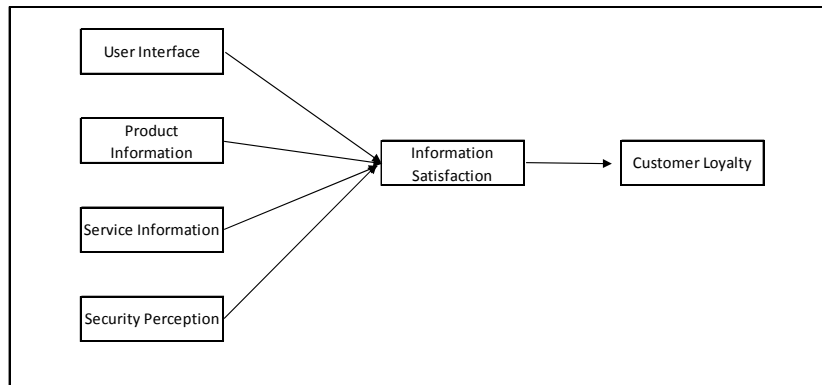 User Interface
Product
Information
Information
Satisfaction
Customer Loyalty
Service Information
Security Perception